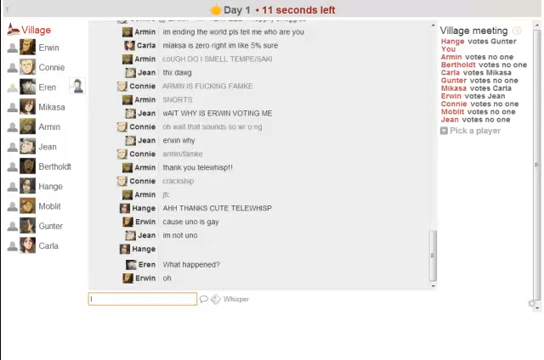 Day 1 • 11 seconds left
Village
Erwin
Connie
Eren
Mikasa
Armin
Jean
Bertholdt
Hange
Moblit
Gunter
Carla
Armin im ending the world pls tell me who are you
Carla mlaksa is zero right im like 5% sure
Armin coUGH DO I SMELL TEMPE/SAKI
Jean thx dawg
Connie ARMIN IS FUCKING FAMKE
Armin SNORTS
Jean wAIT WHY IS ERWIN VOTING ME
Connie oh wait that sounds so wr o ng
Jean erwin why
Connie armin/famke
Armin thank you telewhisp!!
Connie crackship
Armin
Hange AHH THANKS CUTE TELEWHISP
Erwin cause uno is gay
Jean im not uno
Hange
Eren What happened?
Erwin oh
Whisper
Village meeting
Hange votes Gunter
You
Armin votes no one
Bertholdt votes no one
Carla votes Mikasa
Gunter votes no one
Mikasa votes Carla
Erwin votes Jean
Connie votes no one
Moblit votes no one
Jean votes no one
Pick a player